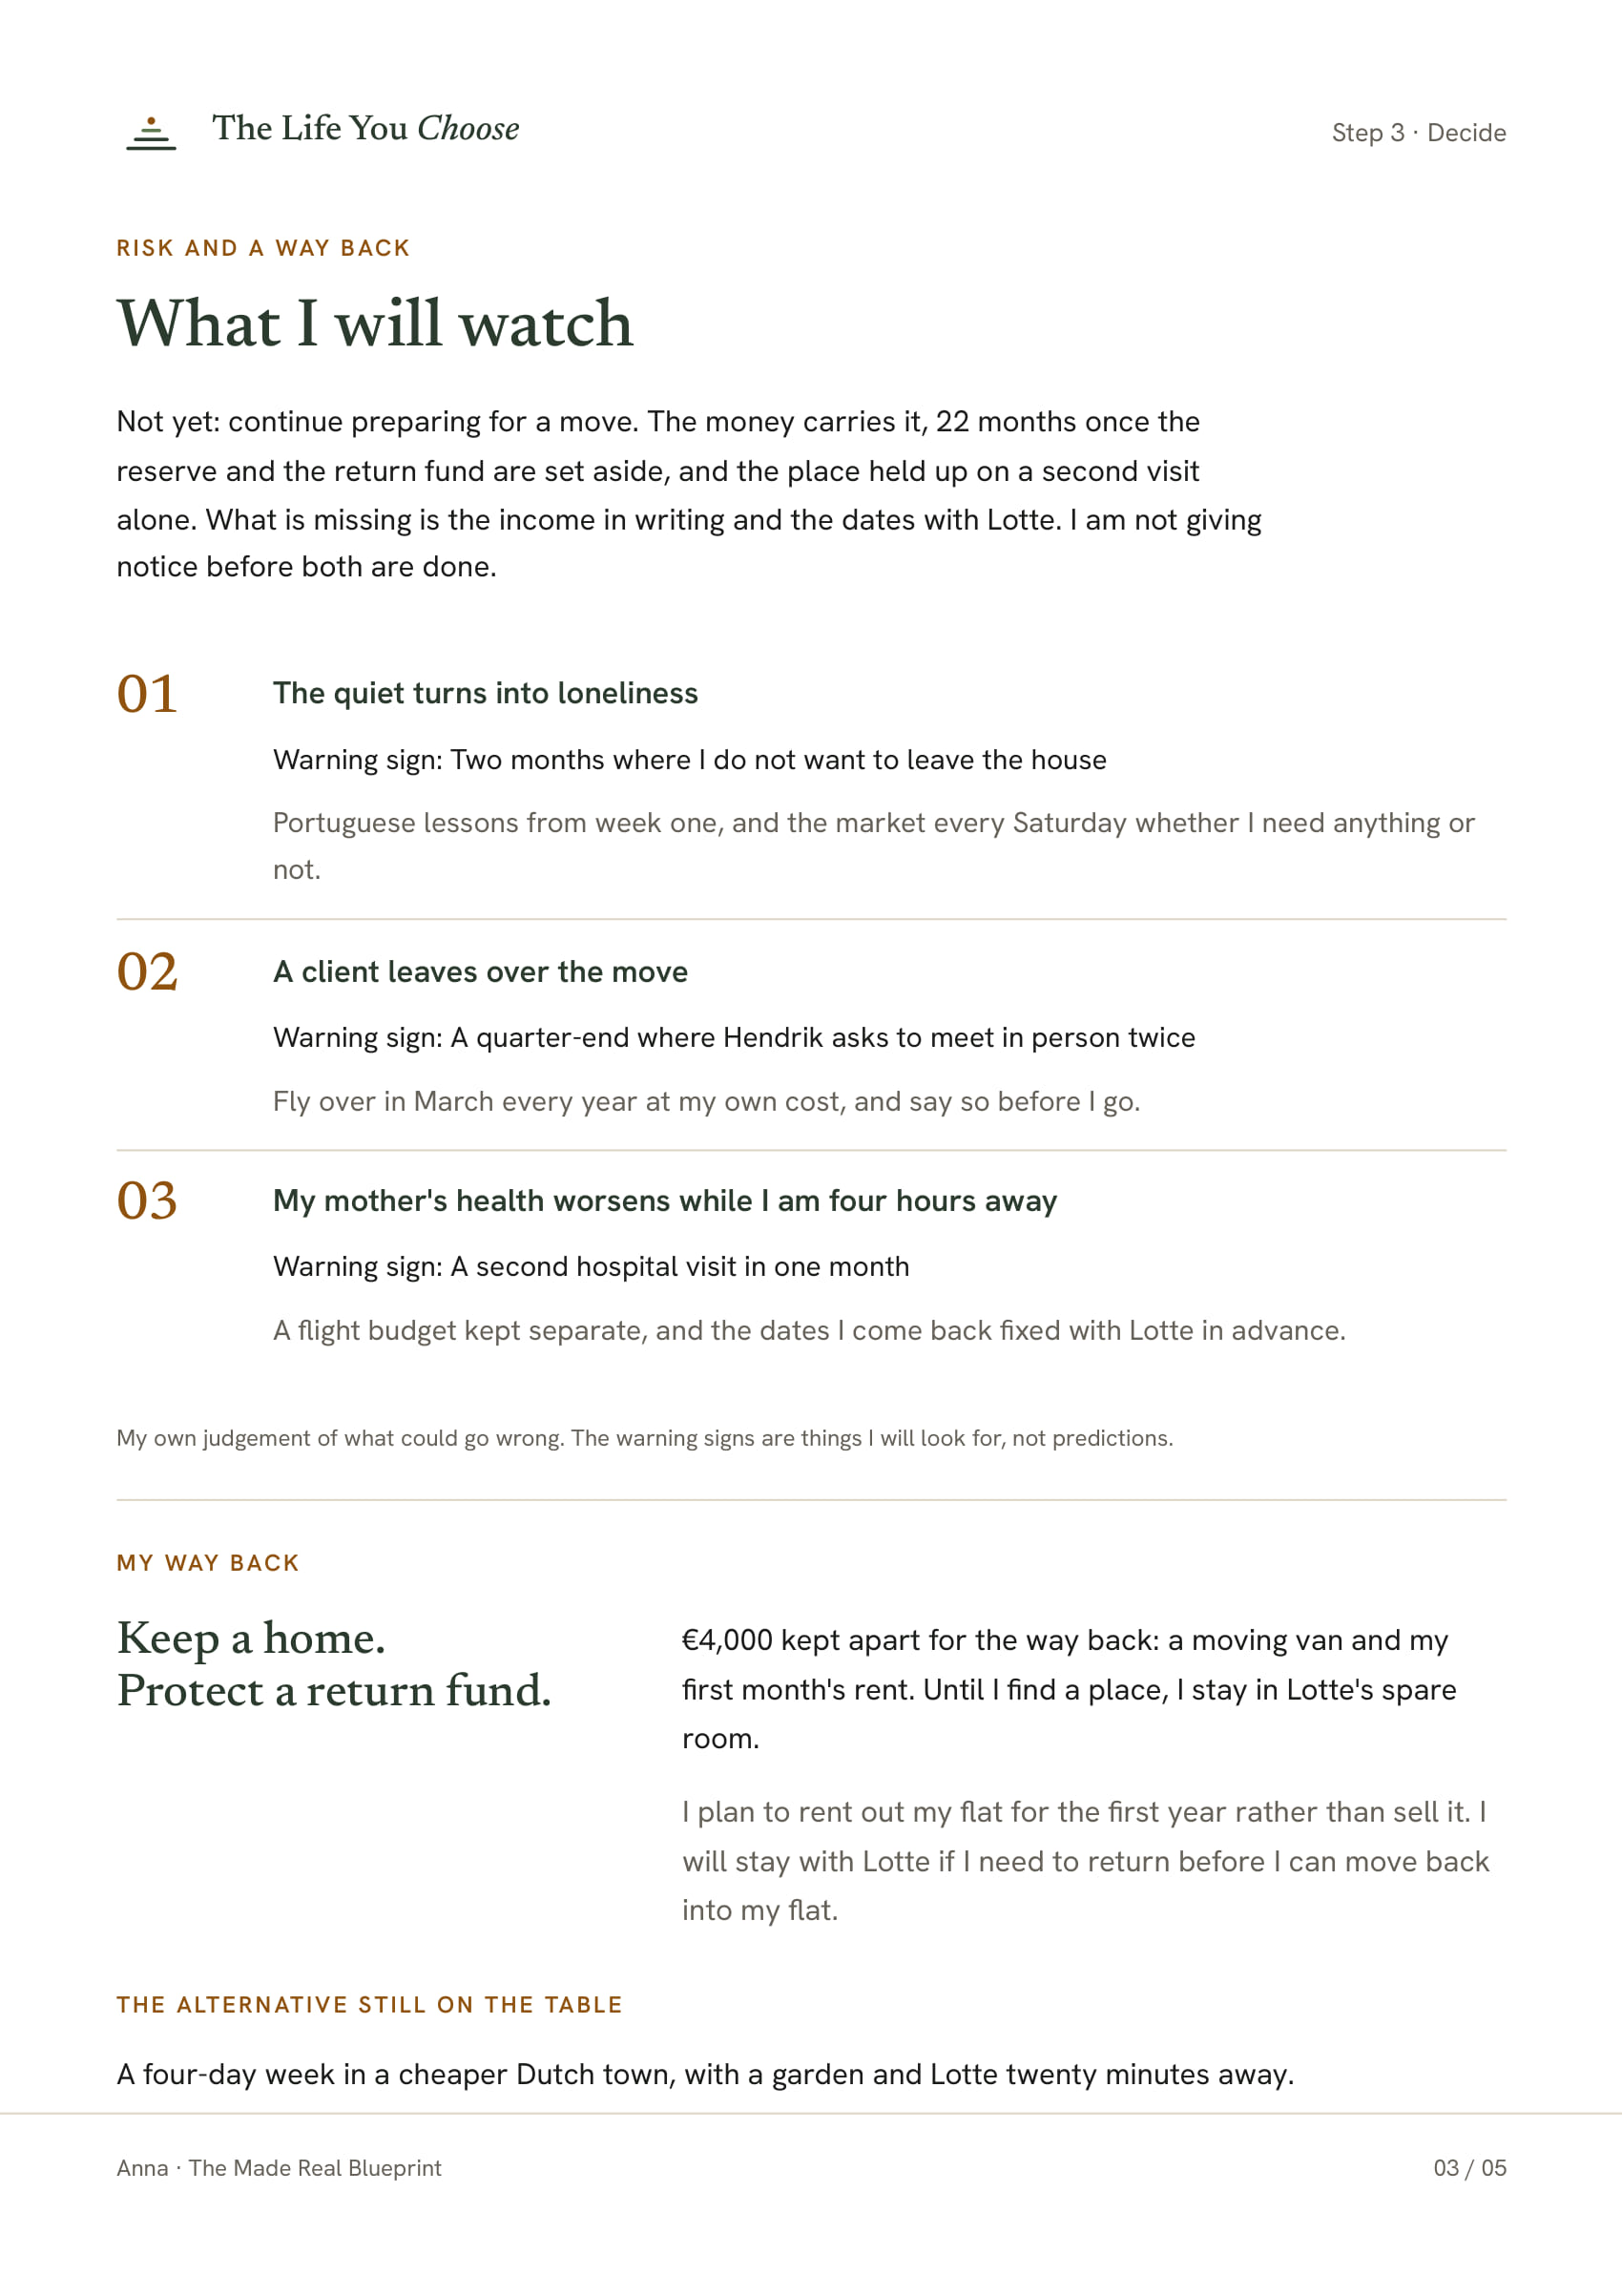 The Life You Choose
Step 3 · Decide
RISK AND A WAY BACK
What I will watch
Not yet: continue preparing for a move. The money carries it, 22 months once the
reserve and the return fund are set aside, and the place held up on a second visit
alone. What is missing is the income in writing and the dates with Lotte. I am not giving
notice before both are done.
01
The quiet turns into loneliness
Warning sign: Two months where I do not want to leave the house
Portuguese lessons from week one, and the market every Saturday whether I need anything or
not.
02
A client leaves over the move
Warning sign: A quarter-end where Hendrik asks to meet in person twice
Fly over in March every year at my own cost, and say so before I go.
03
My mother's health worsens while I am four hours away
Warning sign: A second hospital visit in one month
A flight budget kept separate, and the dates I come back fixed with Lotte in advance.
My own judgement of what could go wrong. The warning signs are things I will look for, not predictions.
MY WAY BACK
Keep a home.
Protect a return fund.
€4,000 kept apart for the way back: a moving van and my
first month's rent. Until I find a place, I stay in Lotte's spare
room.
I plan to rent out my flat for the first year rather than sell it. I
will stay with Lotte if I need to return before I can move back
into my flat.
THE ALTERNATIVE STILL ON THE TABLE
A four-day week in a cheaper Dutch town, with a garden and Lotte twenty minutes away.
Anna · The Made Real Blueprint
03 / 05